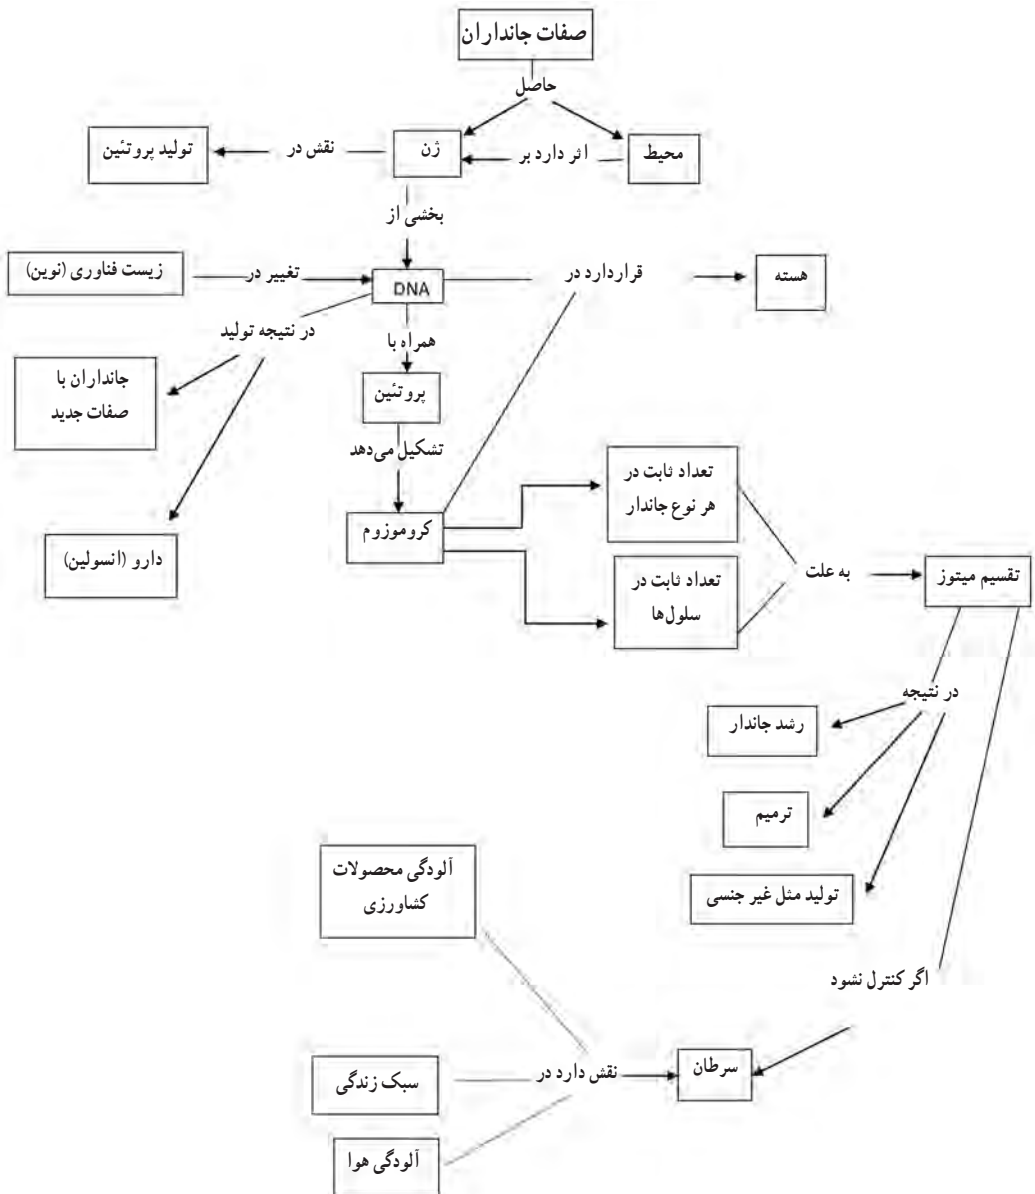 صفات جانداران
حاصل
محیط
اثر دارد بر
ژن
نقش در
تولید پروتئین
بخشی از
زیست فناوری (نوین)
تغییر در
DNA
قراردارد در
هسته
در نتیجه تولید
همراه با
جانداران با
صفات جدید
پروتئین
تشکیل می‌دهد
تعداد ثابت در
هر نوع جاندار
کروموزوم
دارو (انسولین)
تعداد ثابت در
سلول‌ها
به علت
تقسیم میتوز
در نتیجه
رشد جاندار
ترمیم
تولید مثل غیر جنسی
آلودگی محصولات
کشاورزی
اگر کنترل نشود
سرطان
نقش دارد در
سبک زندگی
آلودگی هوا